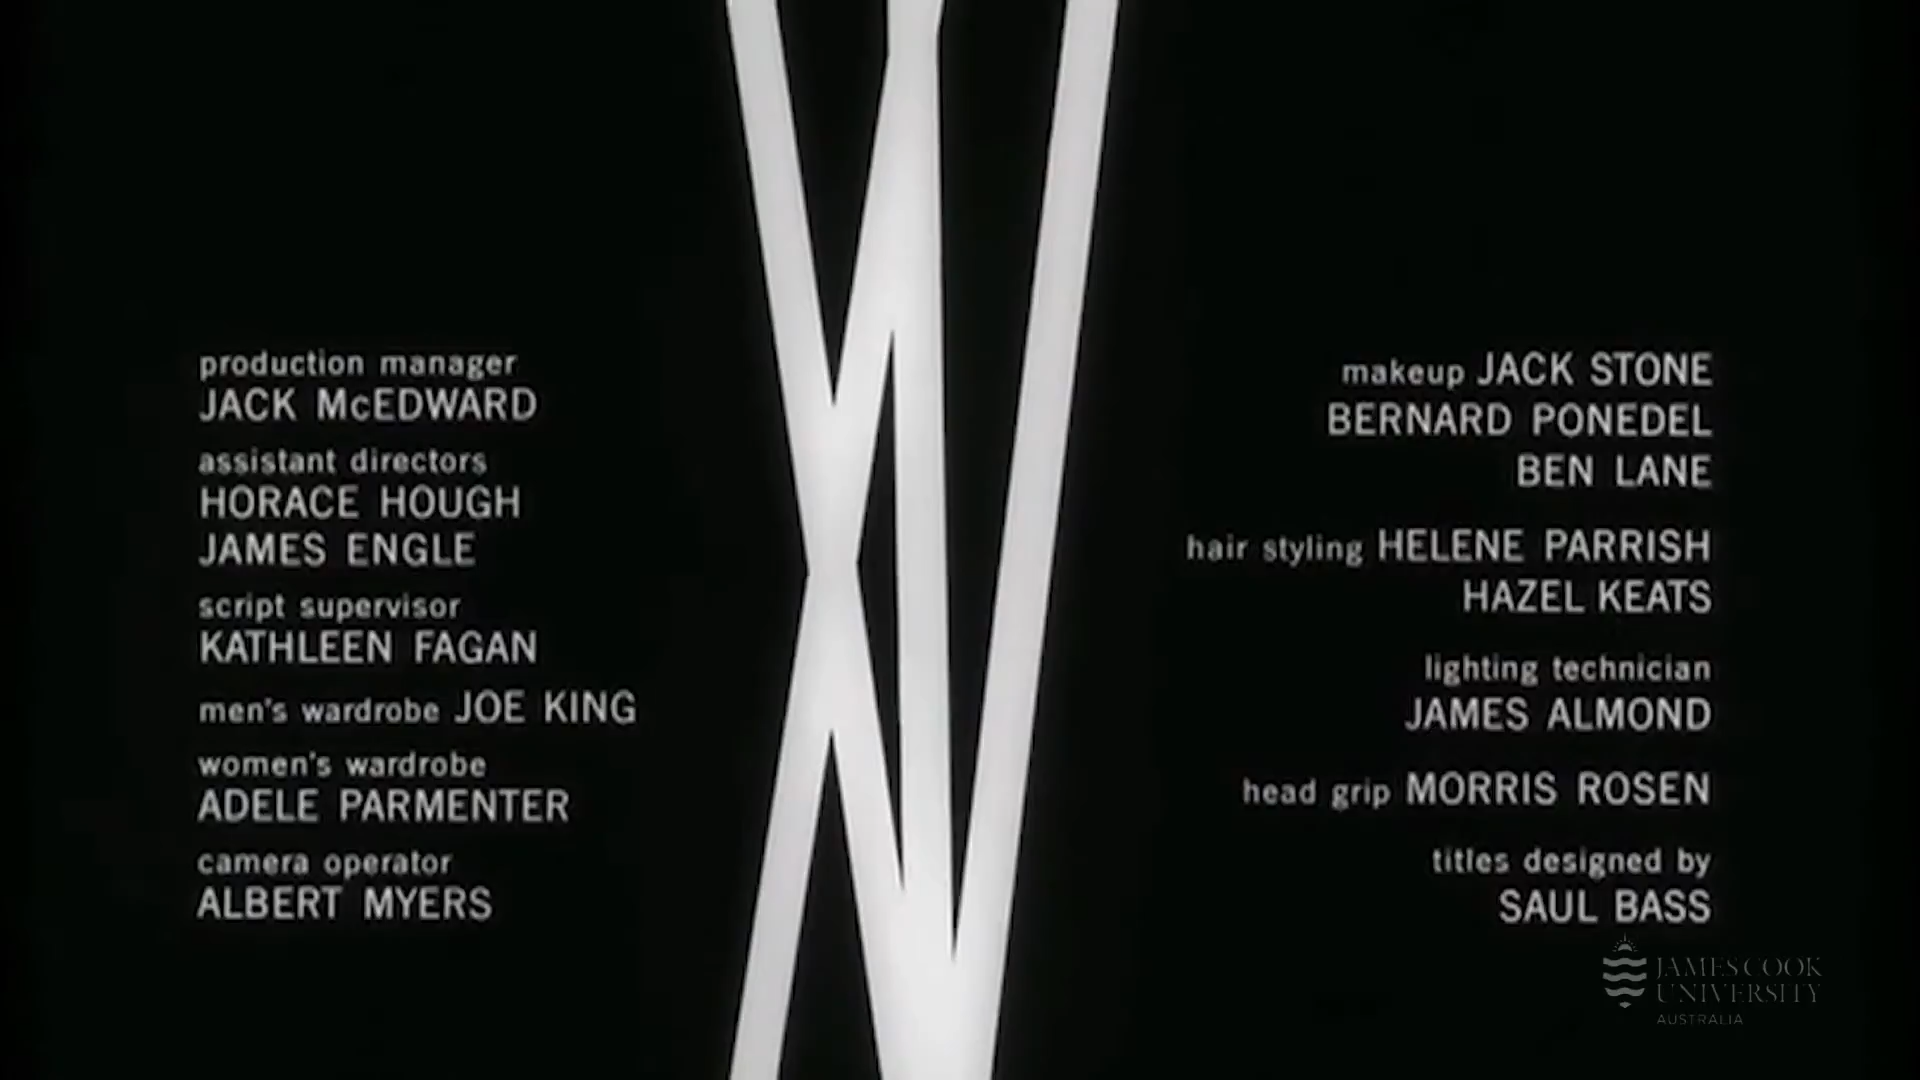 production manager
JACK McEDWARD
assistant directors
HORACE HOUGH
JAMES ENGLE
script supervisor
KATHLEEN FAGAN
men's wardrobe JOE KING
women's wardrobe
ADELE PARMENTER
camera operator
ALBERT MYERS
makeup JACK STONE
BERNARD PONEDEL
BEN LANE
hair styling HELENE PARRISH
HAZEL KEATS
lighting technician
JAMES ALMOND
head grip MORRIS ROSEN
titles designed by
SAUL BASS
JAMES COOK
UNIVERSITY
AUSTRALIA